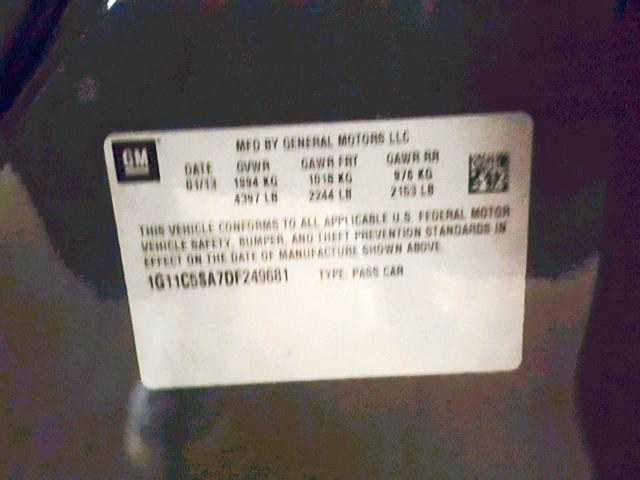 GM
MFD BY GENERAL MOTORS LLC
DATE GVWR GAWR FRT GAWR RR
01/13 1994 KG 1018 KG 976 KG
4397 LB 2244 LB 2153 LB
THIS VEHICLE CONFORMS TO ALL APPLICABLE U.S. FEDERAL MOTOR
VEHICLE SAFETY, BUMPER, AND THEFT PREVENTION STANDARDS IN
EFFECT ON THE DATE OF MANUFACTURE SHOWN ABOVE.
1G11C5SA7DF249681 TYPE: PASS CAR